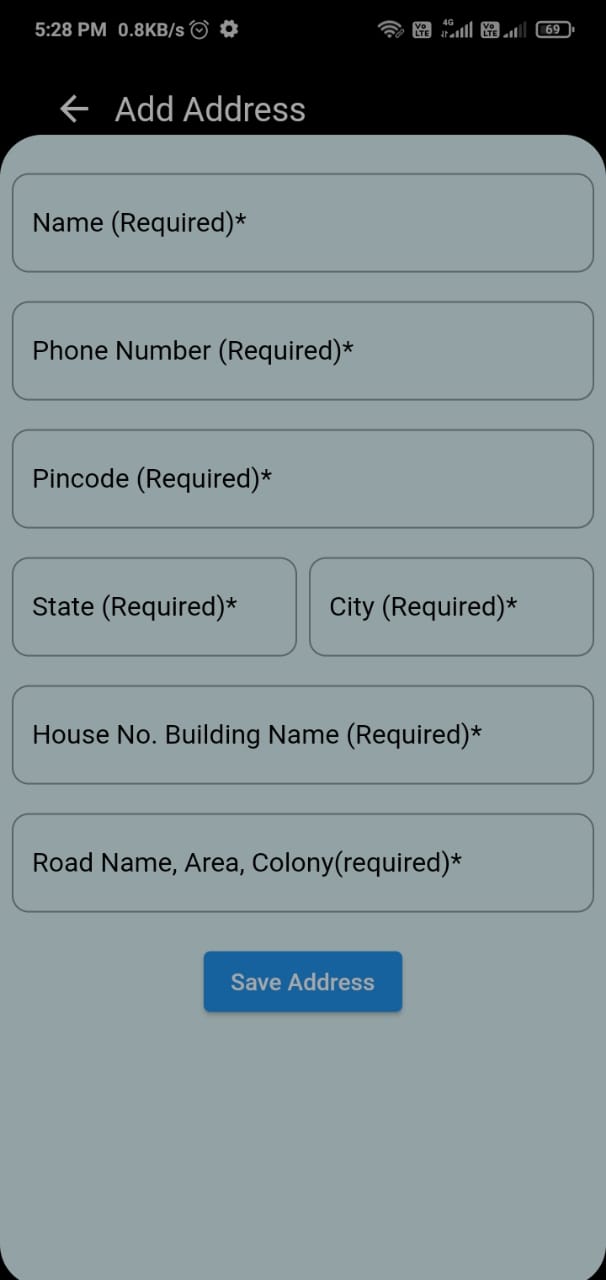 5:28 PM 0.8KB/s Vo LTE 4G Vo LTE 69
Add Address
Name (Required)*
Phone Number (Required)*
Pincode (Required)*
State (Required)* City (Required)*
House No. Building Name (Required)*
Road Name, Area, Colony(required)*
Save Address